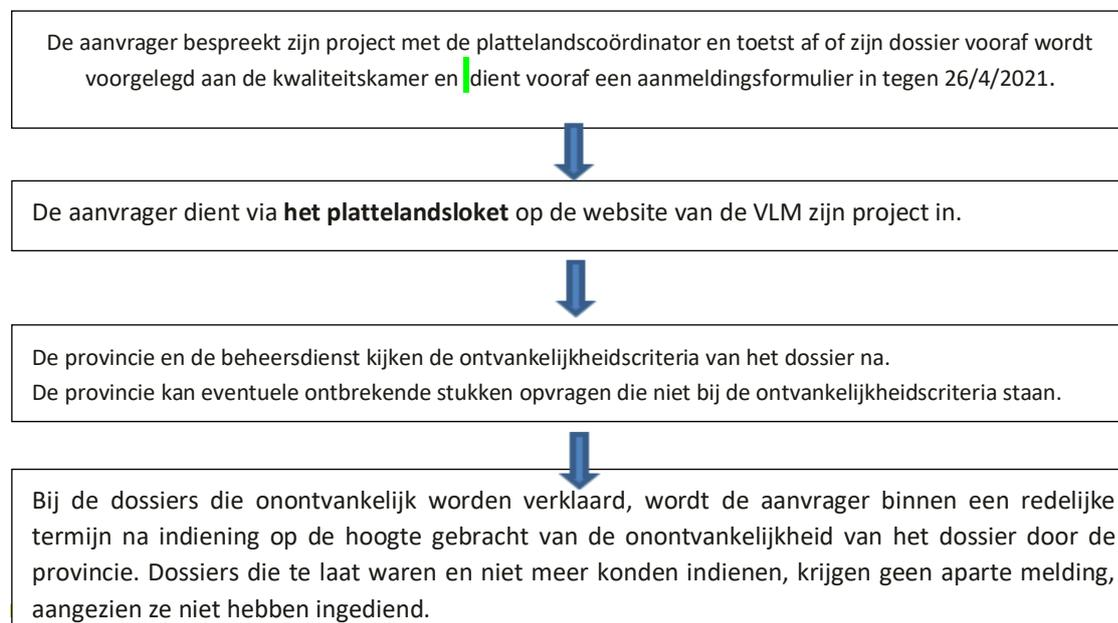 De aanvrager bespreekt zijn project met de plattelandscoördinator en toetst af of zijn dossier vooraf wordt
voorgelegd aan de kwaliteitskamer en dient vooraf een aanmeldingsformulier in tegen 26/4/2021.
De aanvrager dient via het plattelandsloket op de website van de VLM zijn project in.
De provincie en de beheersdienst kijken de ontvankelijkheidscriteria van het dossier na.
De provincie kan eventuele ontbrekende stukken opvragen die niet bij de ontvankelijkheidscriteria staan.
Bij de dossiers die onontvankelijk worden verklaard, wordt de aanvrager binnen een redelijke
termijn na indiening op de hoogte gebracht van de onontvankelijkheid van het dossier door de
provincie. Dossiers die te laat waren en niet meer konden indienen, krijgen geen aparte melding,
aangezien ze niet hebben ingediend.